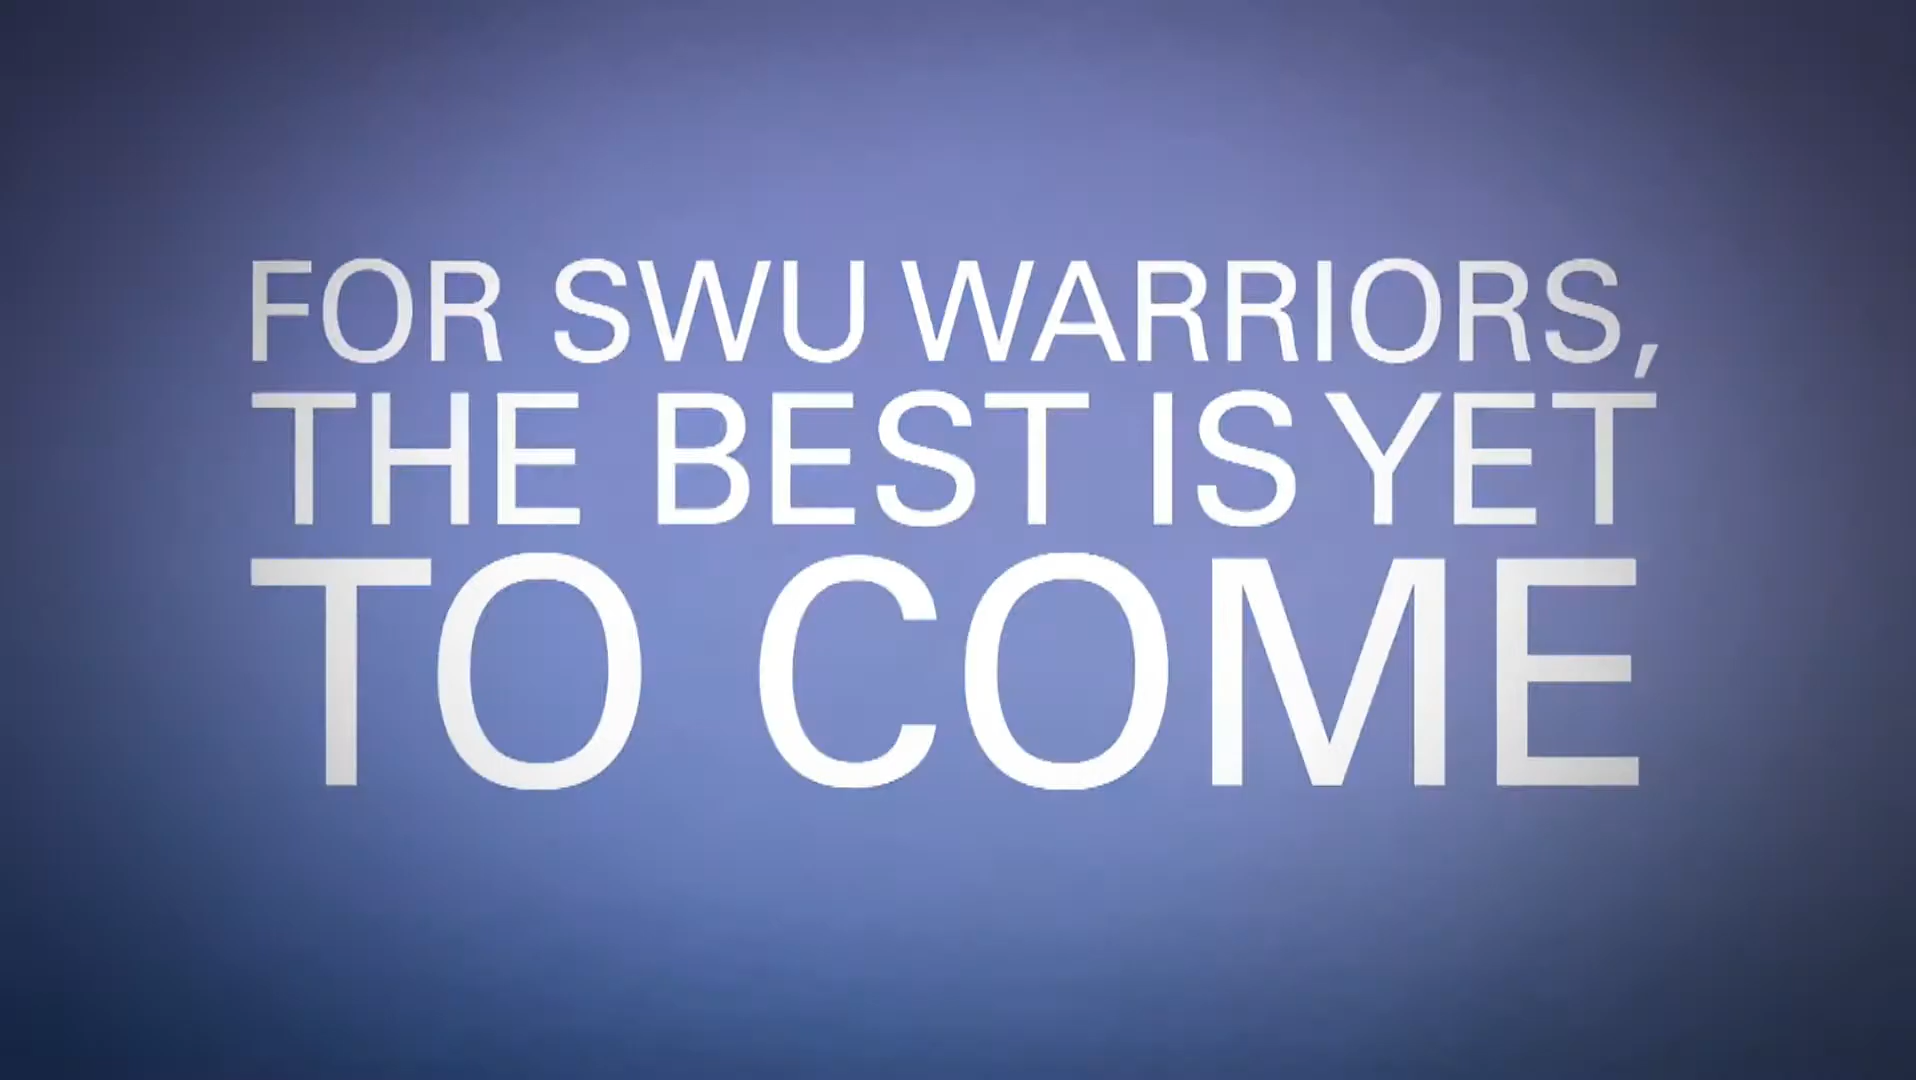 FOR SWU WARRIORS,
THE BEST IS YET
TO COME